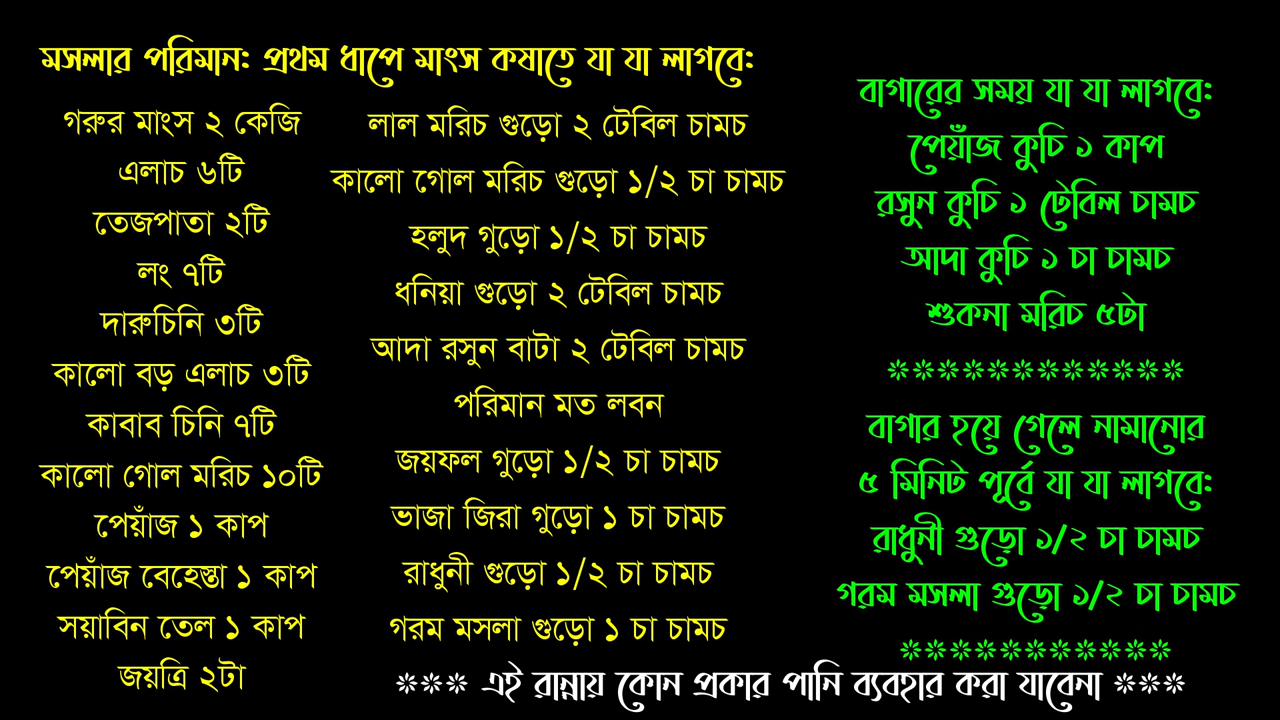 মসলার পরিমান: প্রথম ধাপে মাংস কষাতে যা যা লাগবে:
গরুর মাংস ২ কেজি
এলাচ ৬টি
তেজপাতা ২টি
লং ৭টি
দারুচিনি ৩টি
কালো বড় এলাচ ৩টি
কাবাব চিনি ৭টি
কালো গোল মরিচ ১০টি
পেয়াঁজ ১ কাপ
পেয়াঁজ বেহেস্তা ১ কাপ
সয়াবিন তেল ১ কাপ
জয়ত্রি ২টা
লাল মরিচ গুড়ো ২ টেবিল চামচ
কালো গোল মরিচ গুড়ো ১/২ চা চামচ
হলুদ গুড়ো ১/২ চা চামচ
ধনিয়া গুড়ো ২ টেবিল চামচ
আদা রসুন বাটা ২ টেবিল চামচ
পরিমান মত লবন
জয়ফল গুড়ো ১/২ চা চামচ
ভাজা জিরা গুড়ো ১ চা চামচ
রাধুনী গুড়ো ১/২ চা চামচ
গরম মসলা গুড়ো ১ চা চামচ
বাগারের সময় যা যা লাগবে:
পেয়াঁজ কুচি ১ কাপ
রসুন কুচি ১ টেবিল চামচ
আদা কুচি ১ চা চামচ
শুকনা মরিচ ৫টা
************
বাগার হয়ে গেলে নামানোর
৫ মিনিট পূর্বে যা যা লাগবে:
রাধুনী গুড়ো ১/২ চা চামচ
গরম মসলা গুড়ো ১/২ চা চামচ
***********
*** এই রান্নায় কোন প্রকার পানি ব্যবহার করা যাবেনা ***